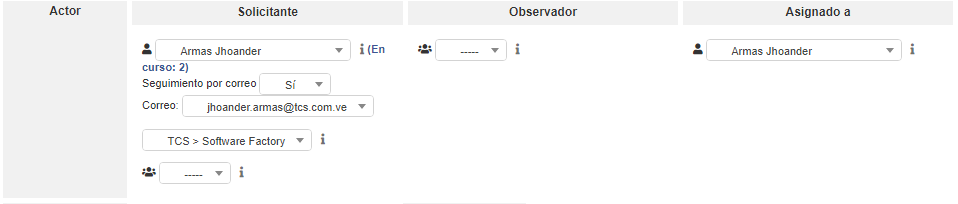 Actor Solicitante Observador Asignado a
Armas Jhoander (En ----- Armas Jhoander
curso: 2)
Seguimiento por correo Sí
Correo: jhoander.armas@tcs.com.ve
TCS > Software Factory
-----